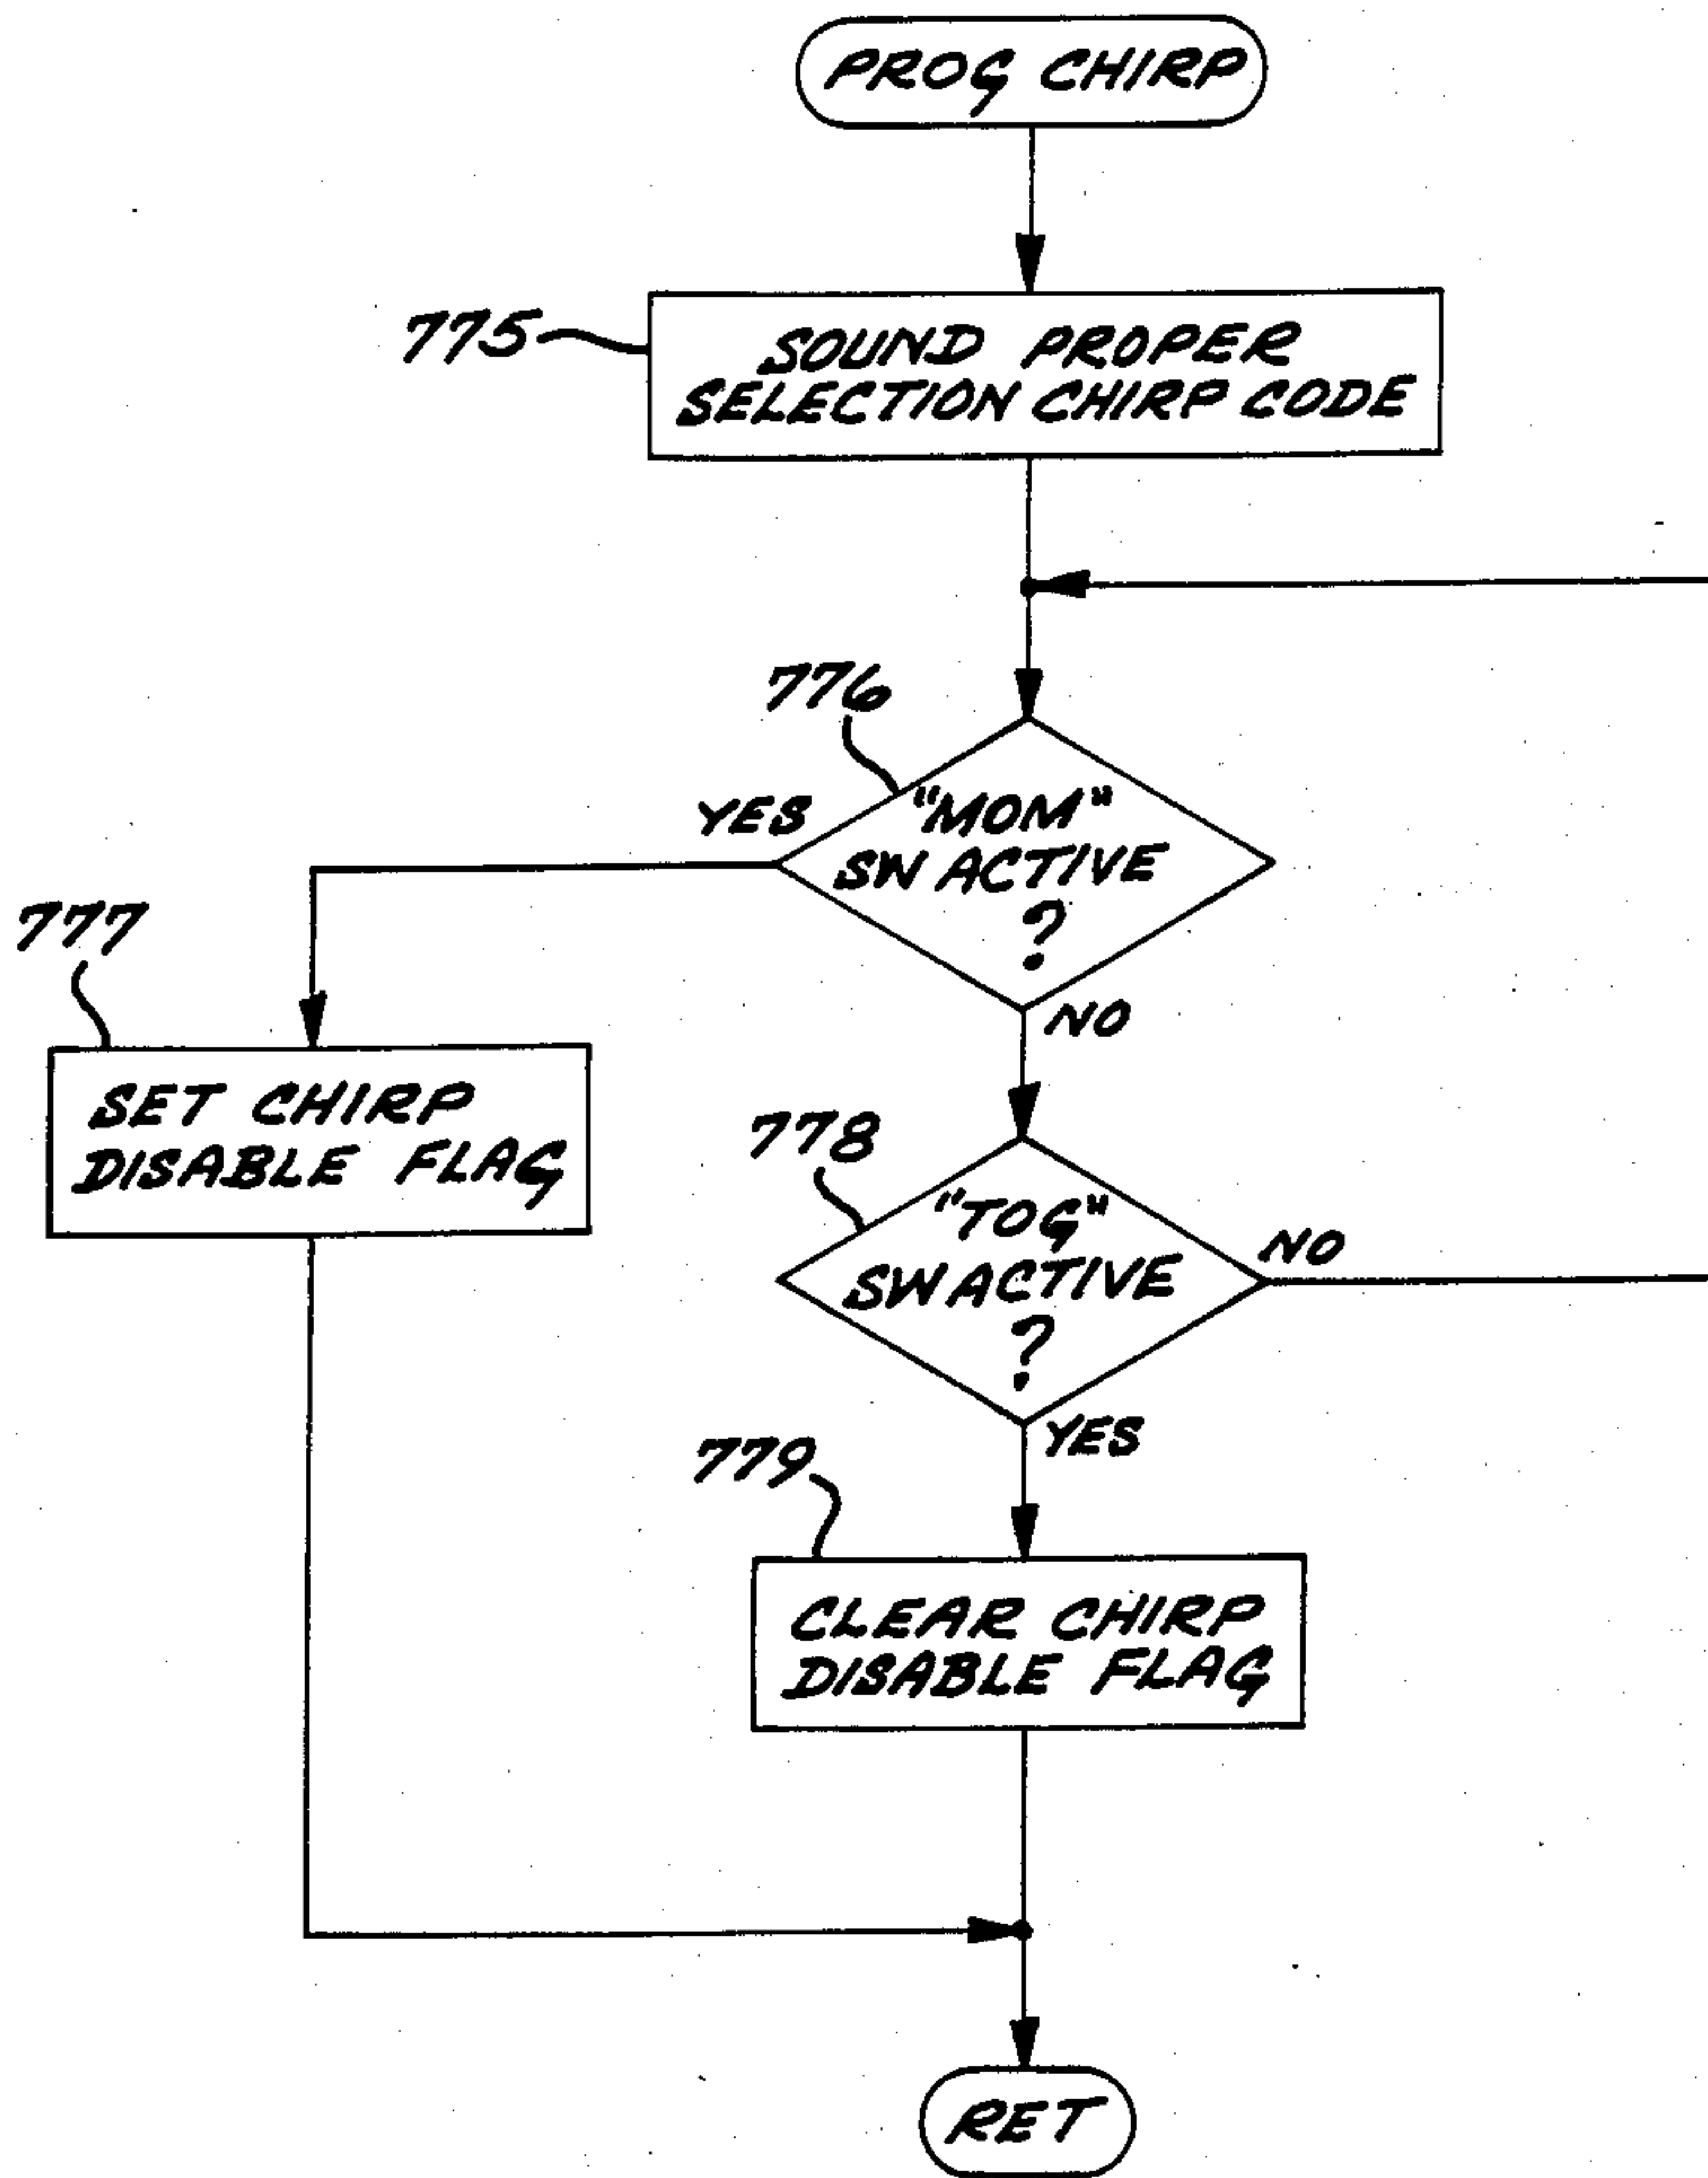 PROG CHIRP
775
SOUND PROPER
SELECTION CHIRP CODE
776
YES
"MOM"
SW ACTIVE
?
NO
777
SET CHIRP
DISABLE FLAG
778
"TOG"
SW ACTIVE
?
NO
YES
779
CLEAR CHIRP
DISABLE FLAG
RET